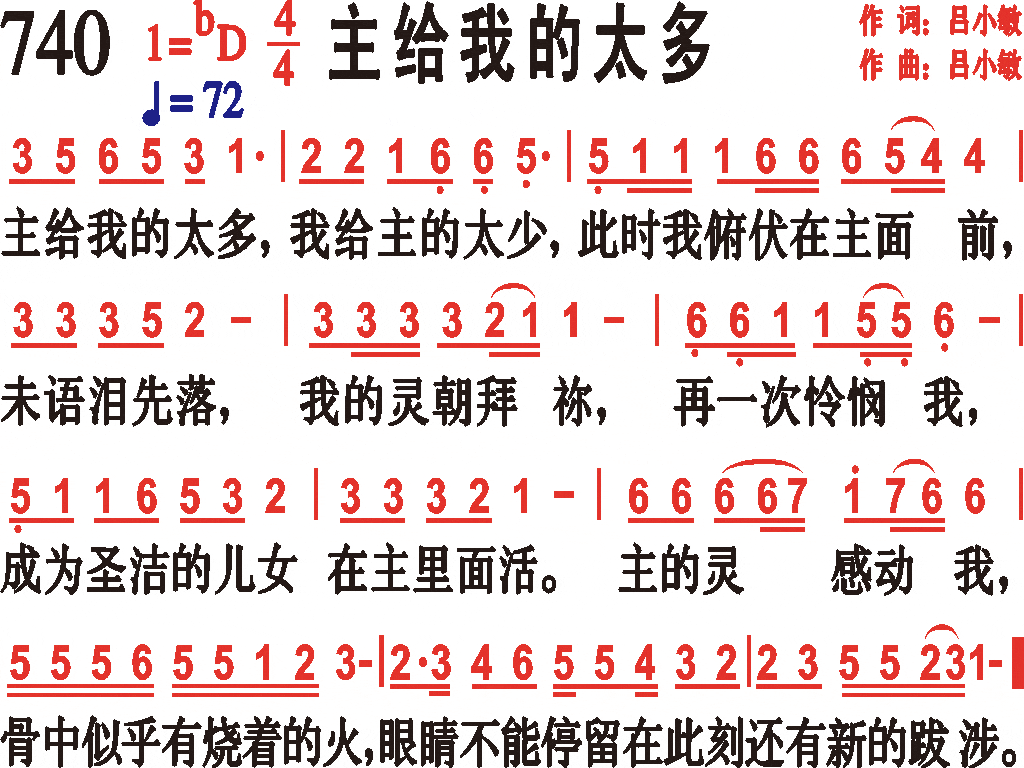 740 1=bD 4/4 主给我的太多 作 词：吕小敏
♩=72 作 曲：吕小敏
3 5 6 5 3 1· | 2 2 1 6 6 5· | 5 1 1 1 6 6 6 5 4 4 |
主给我的太多，我给主的太少，此时我俯伏在主面 前，
3 3 3 5 2 - | 3 3 3 3 2 1 1 - | 6 6 1 1 5 5 6 - |
未语泪先落， 我的灵朝拜 祢， 再一次怜悯 我，
5 1 1 6 5 3 2 | 3 3 3 2 1 - | 6 6 6 6 7 1 7 6 6 |
成为圣洁的儿女 在主里面活。 主的灵 感动 我，
5 5 5 6 5 5 1 2 3- | 2·3 4 6 5 5 4 3 2 | 2 3 5 5 2 3 1-
骨中似乎有烧着的火，眼睛不能停留在此刻还有新的跋 涉。